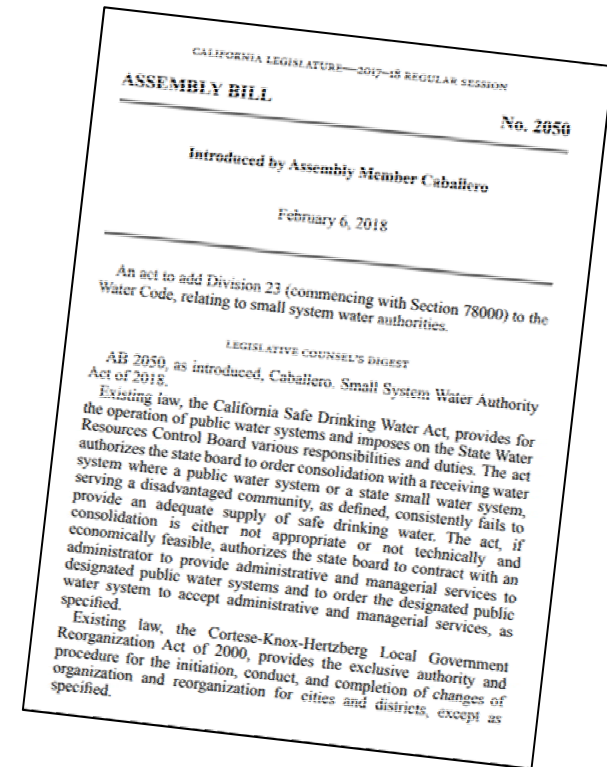 CALIFORNIA LEGISLATURE—2017–18 REGULAR SESSION
ASSEMBLY BILL No. 2050
Introduced by Assembly Member Caballero
February 6, 2018
An act to add Division 23 (commencing with Section 78000) to the
Water Code, relating to small system water authorities.
LEGISLATIVE COUNSEL'S DIGEST
AB 2050, as introduced, Caballero. Small System Water Authority
Act of 2018.
Existing law, the California Safe Drinking Water Act, provides for
the operation of public water systems and imposes on the State Water
Resources Control Board various responsibilities and duties. The act
authorizes the state board to order consolidation with a receiving water
system where a public water system or a state small water system,
serving a disadvantaged community, as defined, consistently fails to
provide an adequate supply of safe drinking water. The act, if
consolidation is either not appropriate or not technically and
economically feasible, authorizes the state board to contract with an
administrator to provide administrative and managerial services to
designated public water systems and to order the designated public
water system to accept administrative and managerial services, as
specified.
Existing law, the Cortese-Knox-Hertzberg Local Government
Reorganization Act of 2000, provides the exclusive authority and
procedure for the initiation, conduct, and completion of changes of
organization and reorganization for cities and districts, except as
specified.